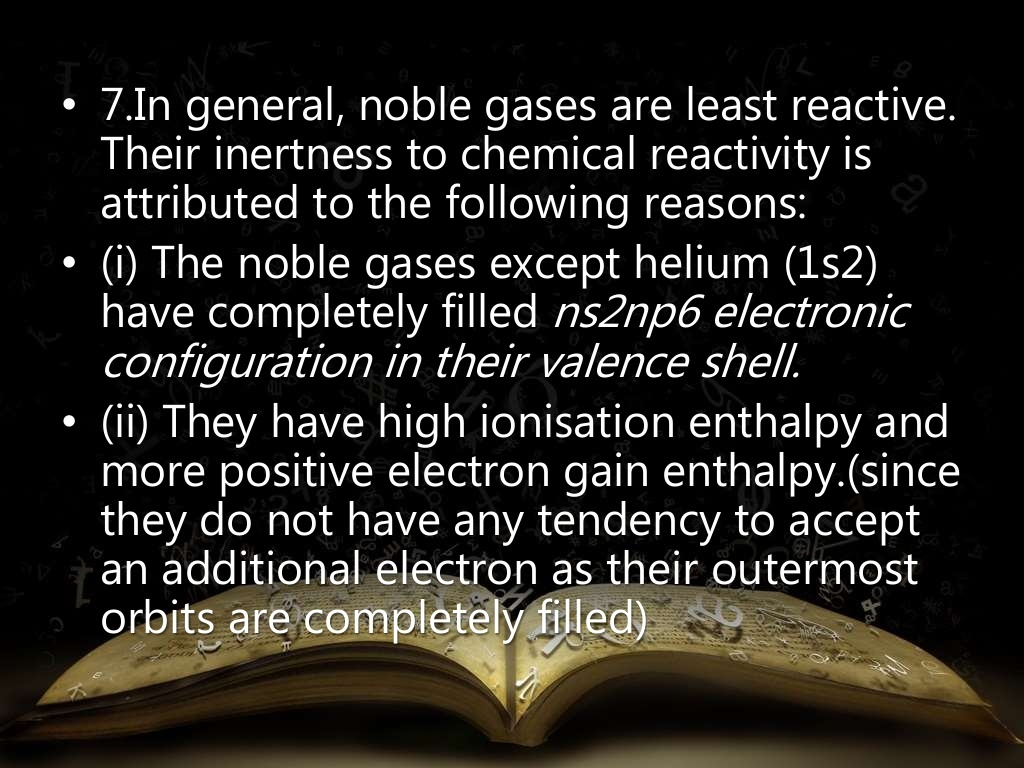 • 7.In general, noble gases are least reactive.
Their inertness to chemical reactivity is
attributed to the following reasons:
• (i) The noble gases except helium (1s2)
have completely filled ns2np6 electronic
configuration in their valence shell.
• (ii) They have high ionisation enthalpy and
more positive electron gain enthalpy.(since
they do not have any tendency to accept
an additional electron as their outermost
orbits are completely filled)